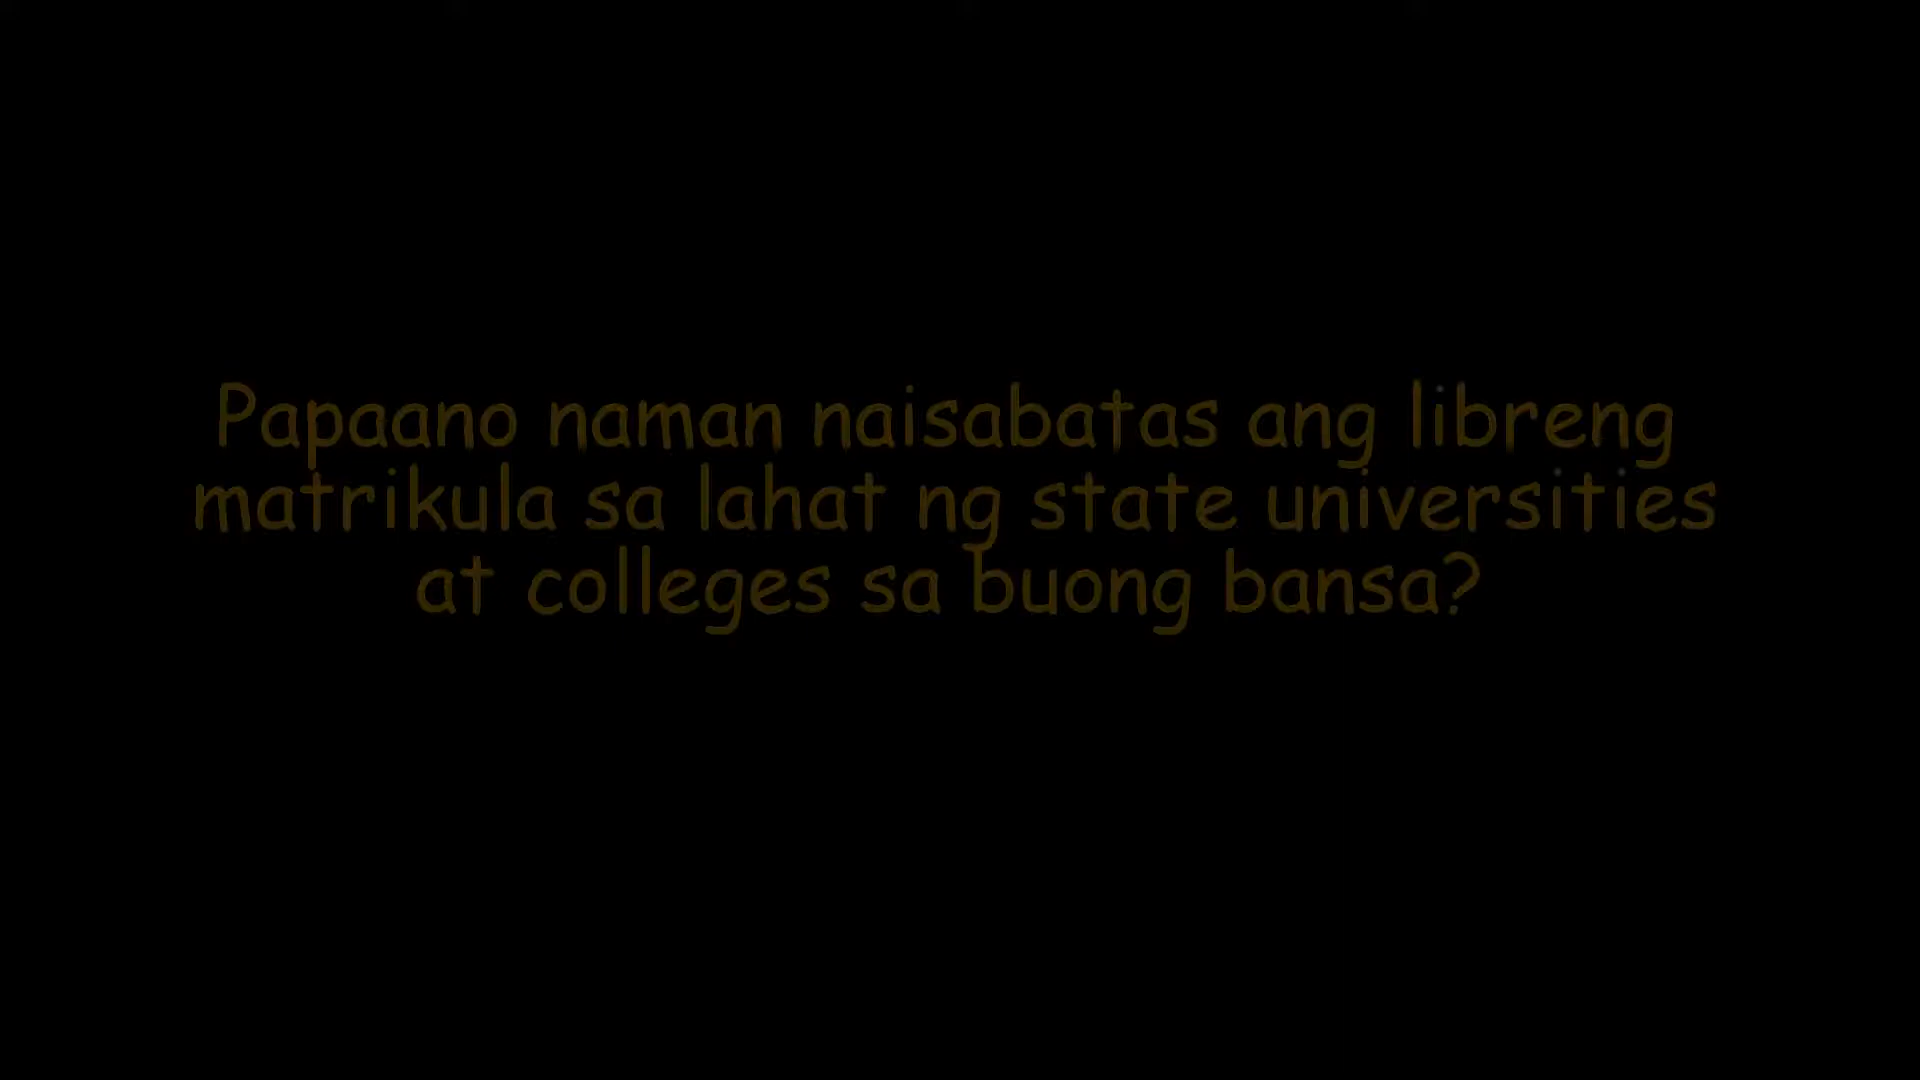 Papaano naman naisabatas ang libreng
matrikula sa lahat ng state universities
at colleges sa buong bansa?